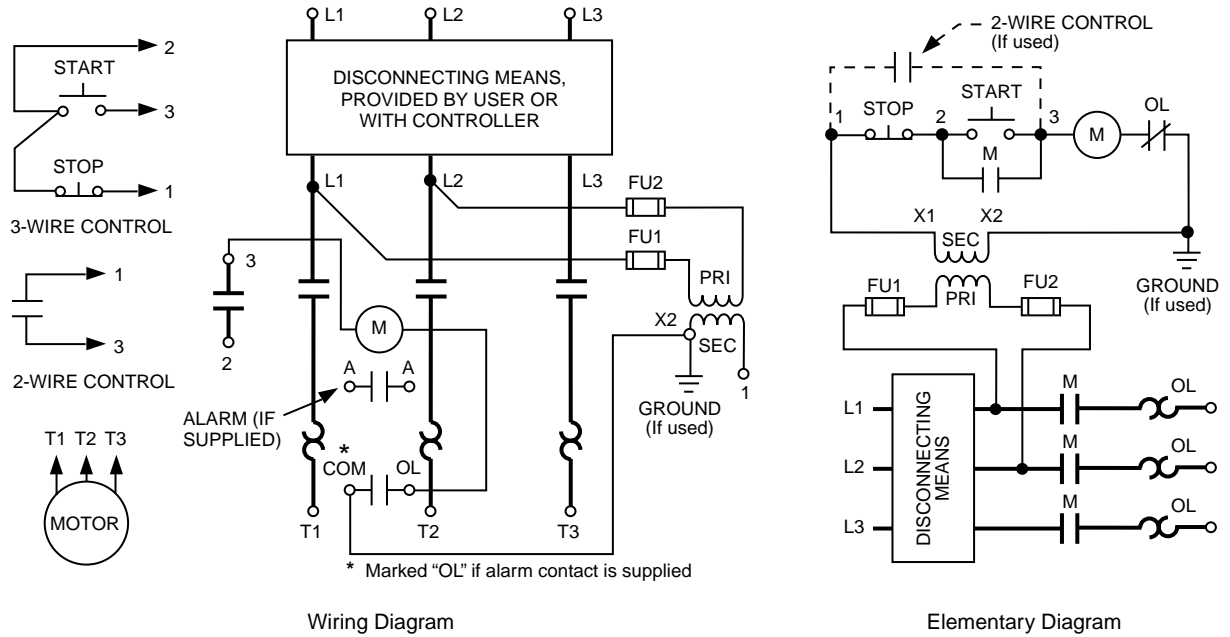 L1
L2
L3
DISCONNECTING MEANS,
PROVIDED BY USER OR
WITH CONTROLLER
2
START
3
STOP
1
3-WIRE CONTROL
1
3
2-WIRE CONTROL
T1 T2 T3
MOTOR
L1
L2
L3
FU2
FU1
PRI
X2
SEC
1
GROUND
(If used)
3
2
M
A
A
ALARM (IF
SUPPLIED)
*
COM
OL
T1
T2
T3
* Marked “OL” if alarm contact is supplied
Wiring Diagram
2-WIRE CONTROL
(If used)
START
1
STOP
2
3
OL
M
M
X1
X2
SEC
GROUND
(If used)
FU1
PRI
FU2
L1
L2
L3
DISCONNECTING
MEANS
M
OL
M
OL
M
OL
Elementary Diagram